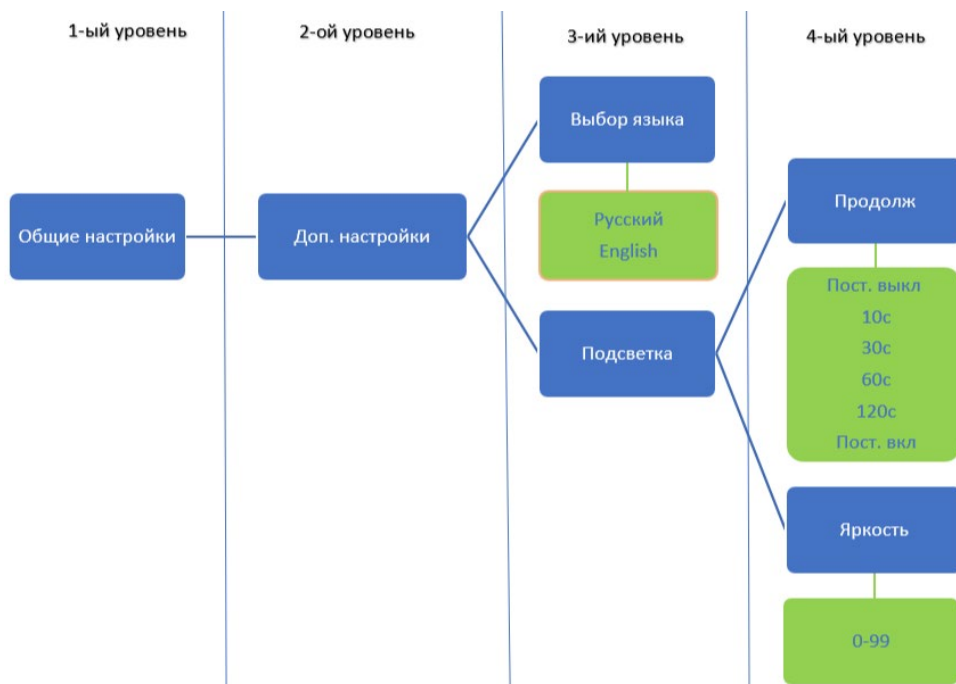 1-ый уровень
2-ой уровень
3-ий уровень
4-ый уровень
Общие настройки
Доп. настройки
Выбор языка
Русский
English
Подсветка
Продолж
Пост. выкл
10с
30с
60с
120с
Пост. вкл
Яркость
0-99